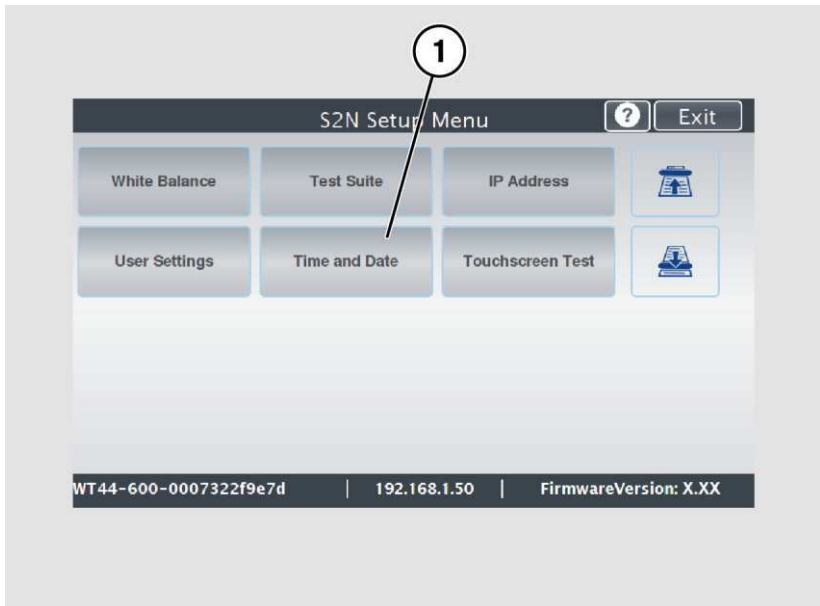 1
S2N Setup Menu ? Exit
White Balance Test Suite IP Address
User Settings Time and Date Touchscreen Test
WT44-600-0007322f9e7d | 192.168.1.50 | FirmwareVersion: X.XX